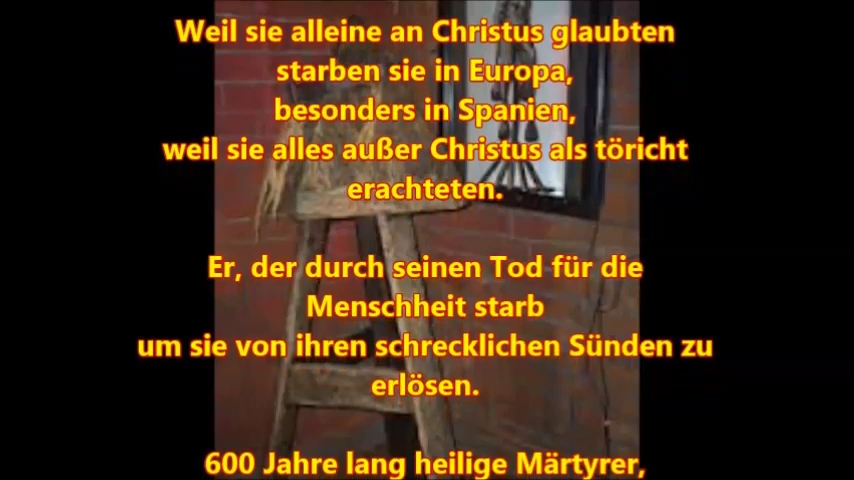 Weil sie alleine an Christus glaubten
starben sie in Europa,
besonders in Spanien,
weil sie alles außer Christus als töricht
erachteten.
Er, der durch seinen Tod für die
Menschheit starb
um sie von ihren schrecklichen Sünden zu
erlösen.
600 Jahre lang heilige Märtyrer,